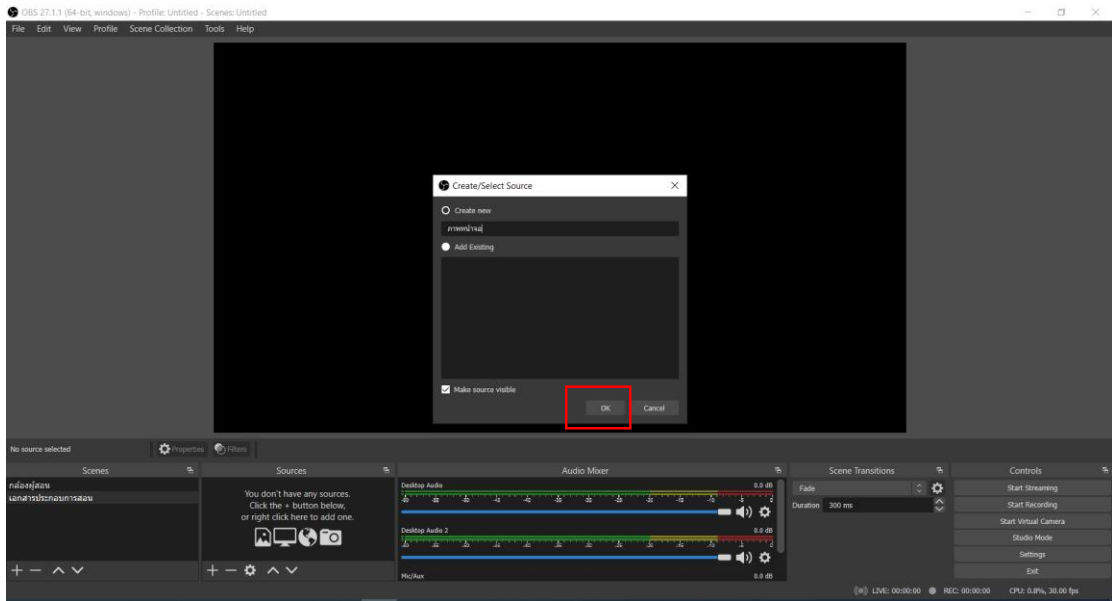 OBS 27.1.1 (64-bit, windows) - Profile: Untitled - Scenes: Untitled
File Edit View Profile Scene Collection Tools Help
Create/Select Source
Create new
ภาพหน้าจอ
Add Existing
Make source visible
OK Cancel
No source selected Properties Filters
Scenes
กล้องผู้สอน
เอกสารประกอบการสอน
Sources
You don't have any sources.
Click the + button below,
or right click here to add one.
Audio Mixer
Desktop Audio 0.0 dB
Desktop Audio 2 0.0 dB
Mic/Aux 0.0 dB
Scene Transitions
Fade
Duration 300 ms
Controls
Start Streaming
Start Recording
Start Virtual Camera
Studio Mode
Settings
Exit
LIVE: 00:00:00 REC: 00:00:00 CPU: 0.8%, 30.00 fps